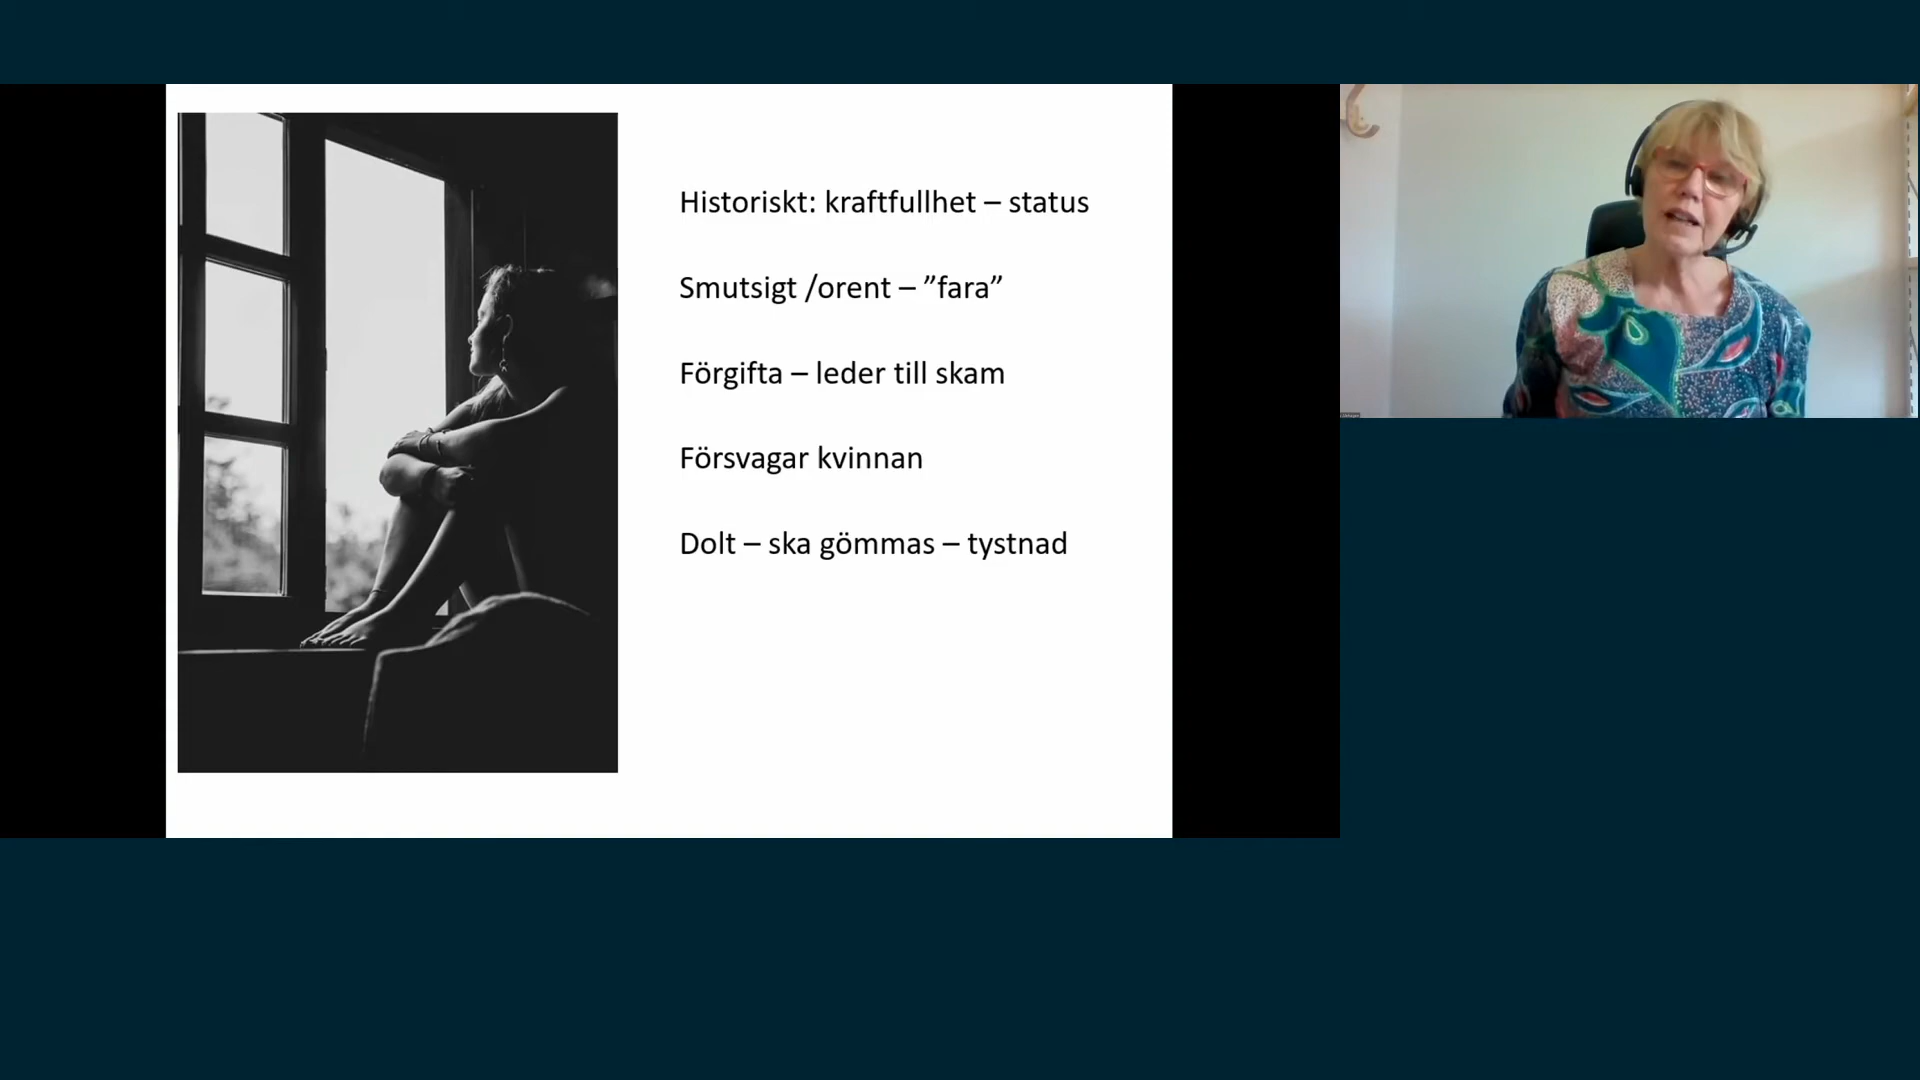 Historiskt: kraftfullhet – status
Smutsigt /orent – ”fara”
Förgifta – leder till skam
Försvagar kvinnan
Dolt – ska gömmas – tystnad